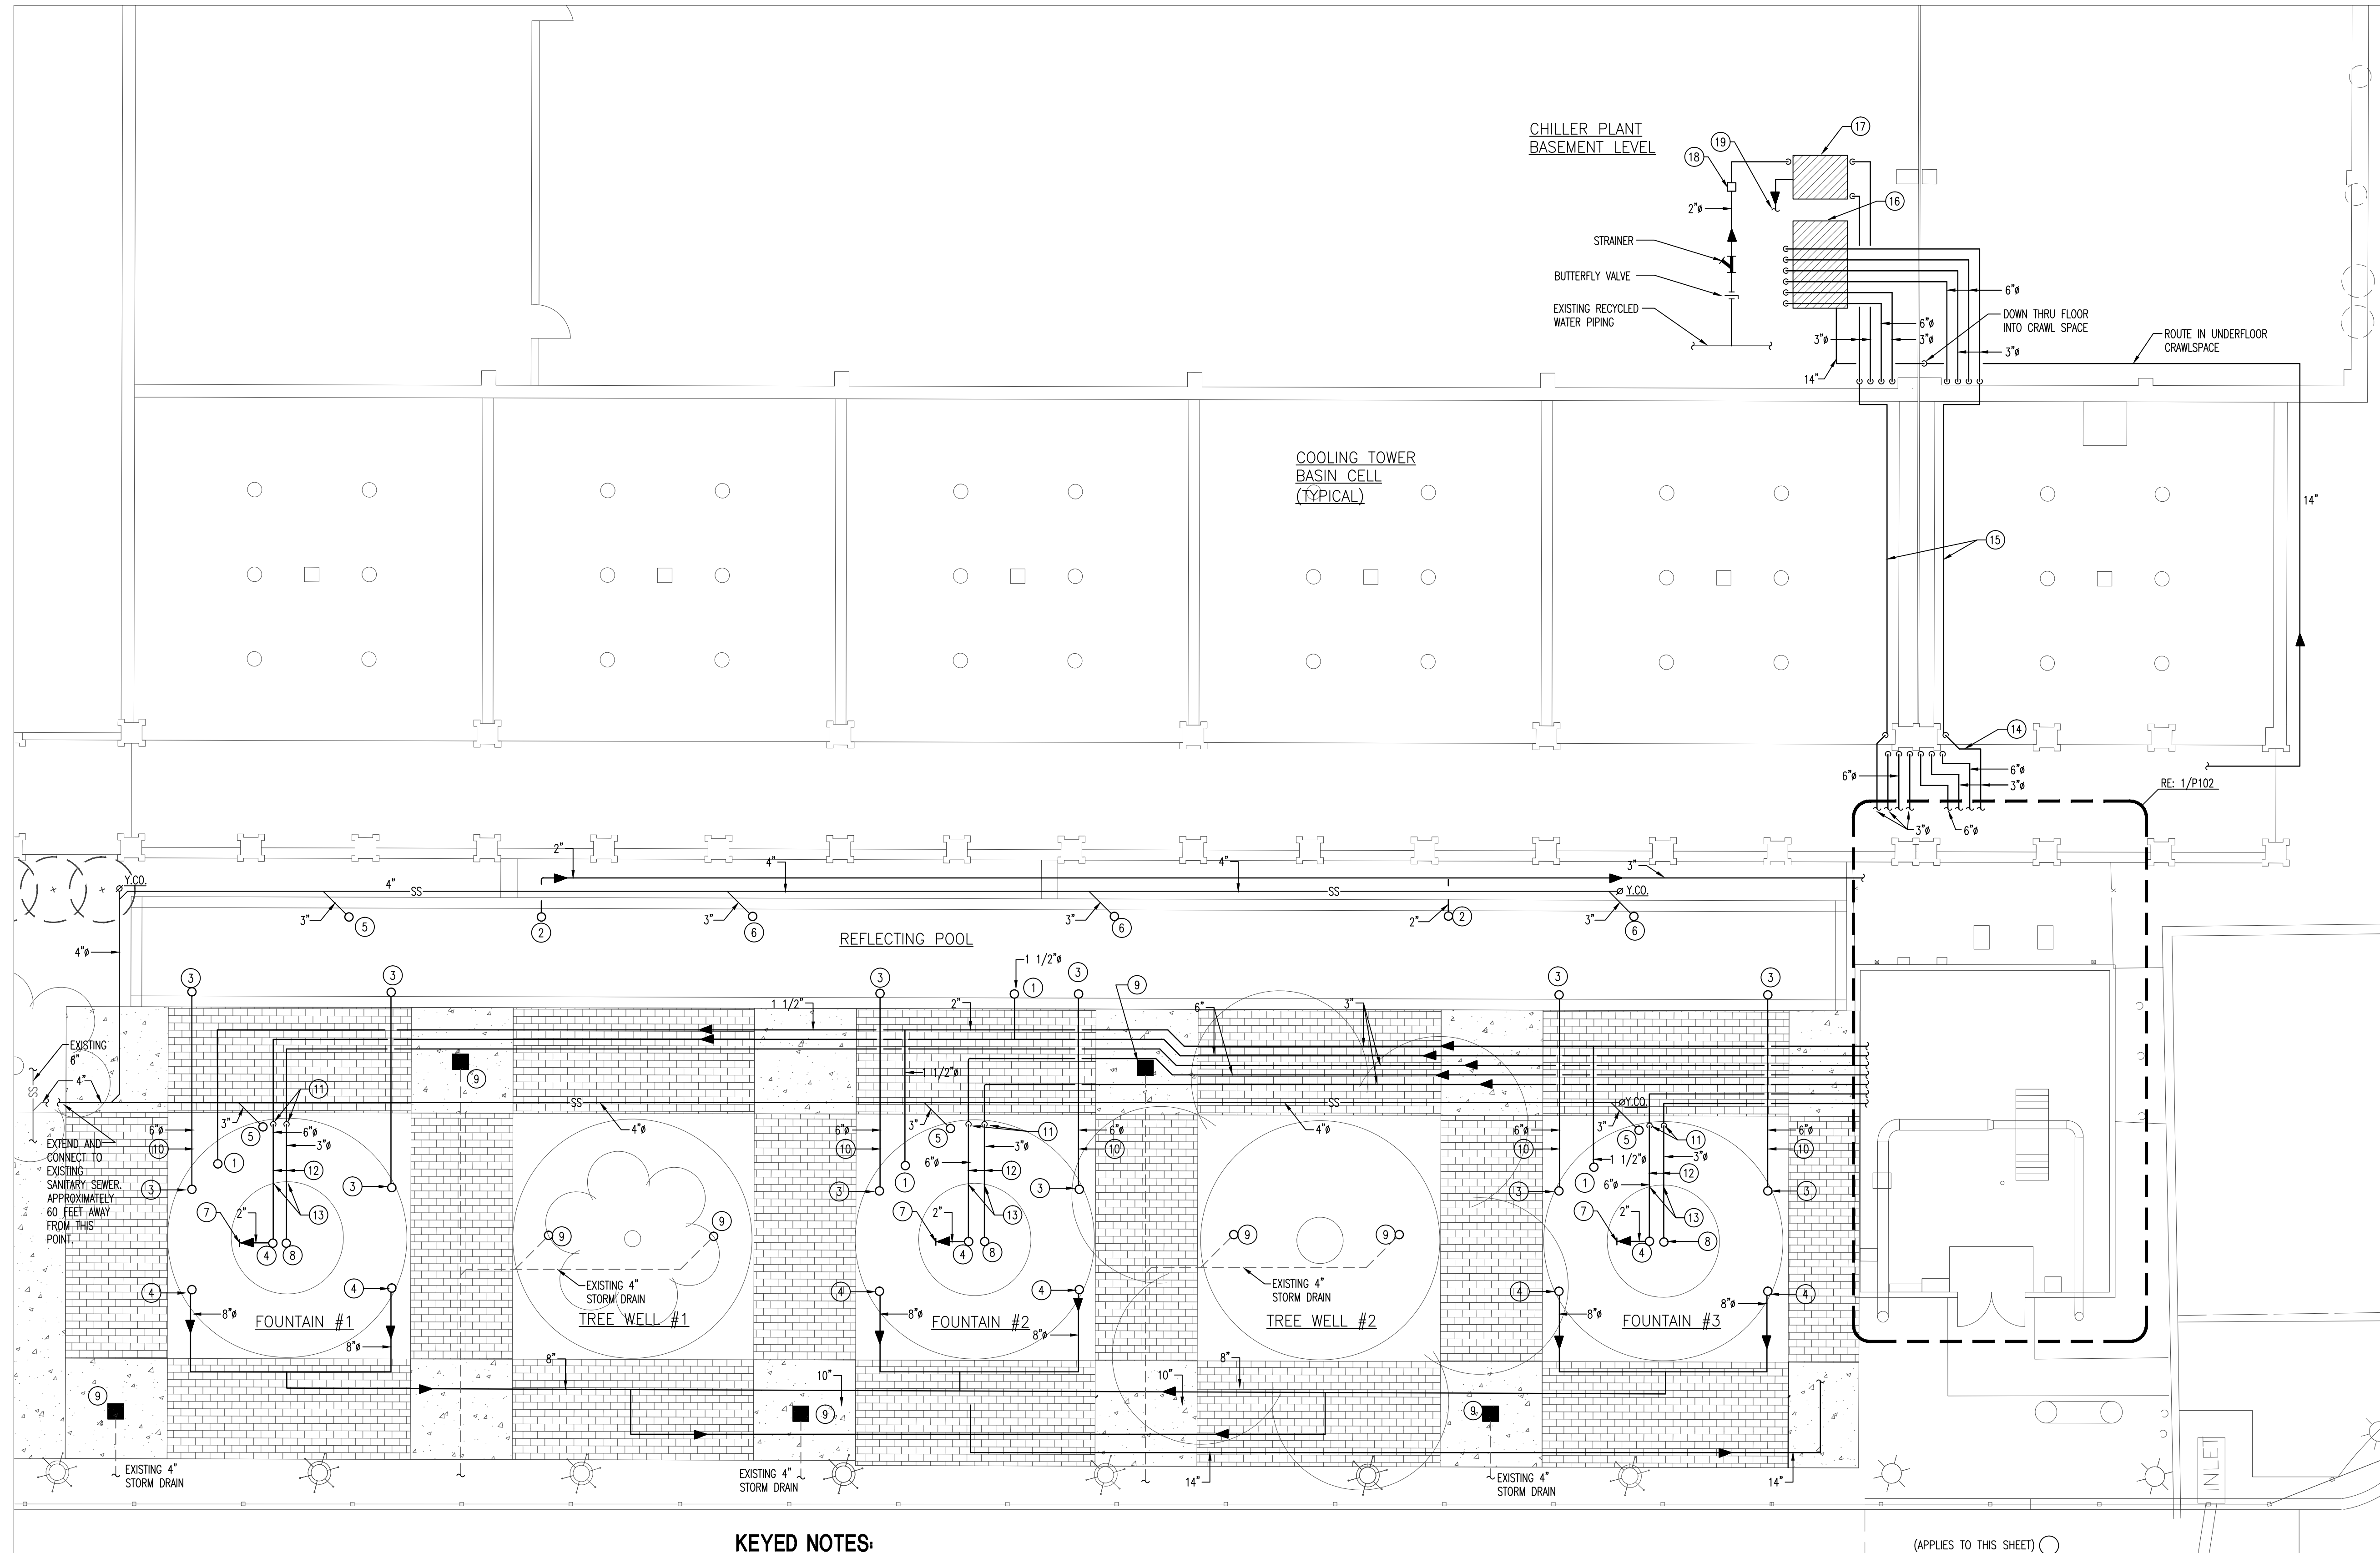 CHILLER PLANT
BASEMENT LEVEL
17
19
18
16
2"ø
STRAINER
BUTTERFLY VALVE
EXISTING RECYCLED
WATER PIPING
6"ø
DOWN THRU FLOOR
INTO CRAWL SPACE
6"ø
ROUTE IN UNDERFLOOR
CRAWLSPACE
3"ø
3"ø
3"ø
14"
COOLING TOWER
BASIN CELL
(TYPICAL)
14"
15
14
6"ø
6"ø
3"ø
RE: 1/P102
3"ø
6"ø
2"
4"
4"
3"
Y.CO.
4"
SS
SS
Y.CO.
3"
5
2
3"
6
3"
6
2"
2
3"
6
REFLECTING POOL
4"ø
3
3
3
1 1/2"ø
1
3
9
3
3
1 1/2"
2"
6"
3"
EXISTING
6"
SS
4"
9
1 1/2"ø
11
SS
SS
Y.CO.
3"
5
6"ø
4"ø
3"
5
11
4"ø
3"
5
11
6"ø
10
3"ø
12
1
3
3
13
6"ø
10
6"ø
3"ø
12
1
3
6"ø
10
3
13
6"ø
10
1 1/2"ø
3"ø
12
1
6"ø
3
13
6"ø
10
3
EXTEND AND
CONNECT TO
EXISTING
SANITARY SEWER.
APPROXIMATELY
60 FEET AWAY
FROM THIS
POINT.
7
2"
4
8
9
9
7
2"
4
8
9
9
7
2"
4
8
4
4
EXISTING 4"
STORM DRAIN
4
4
EXISTING 4"
STORM DRAIN
4
4
8"ø
8"ø
8"ø
8"ø
8"ø
8"ø
FOUNTAIN #1
TREE WELL #1
FOUNTAIN #2
TREE WELL #2
FOUNTAIN #3
8"
10"
10"
8"
9
9
9
EXISTING 4"
STORM DRAIN
EXISTING 4"
STORM DRAIN
14"
EXISTING 4"
STORM DRAIN
14"
INLET
KEYED NOTES:
(APPLIES TO THIS SHEET)